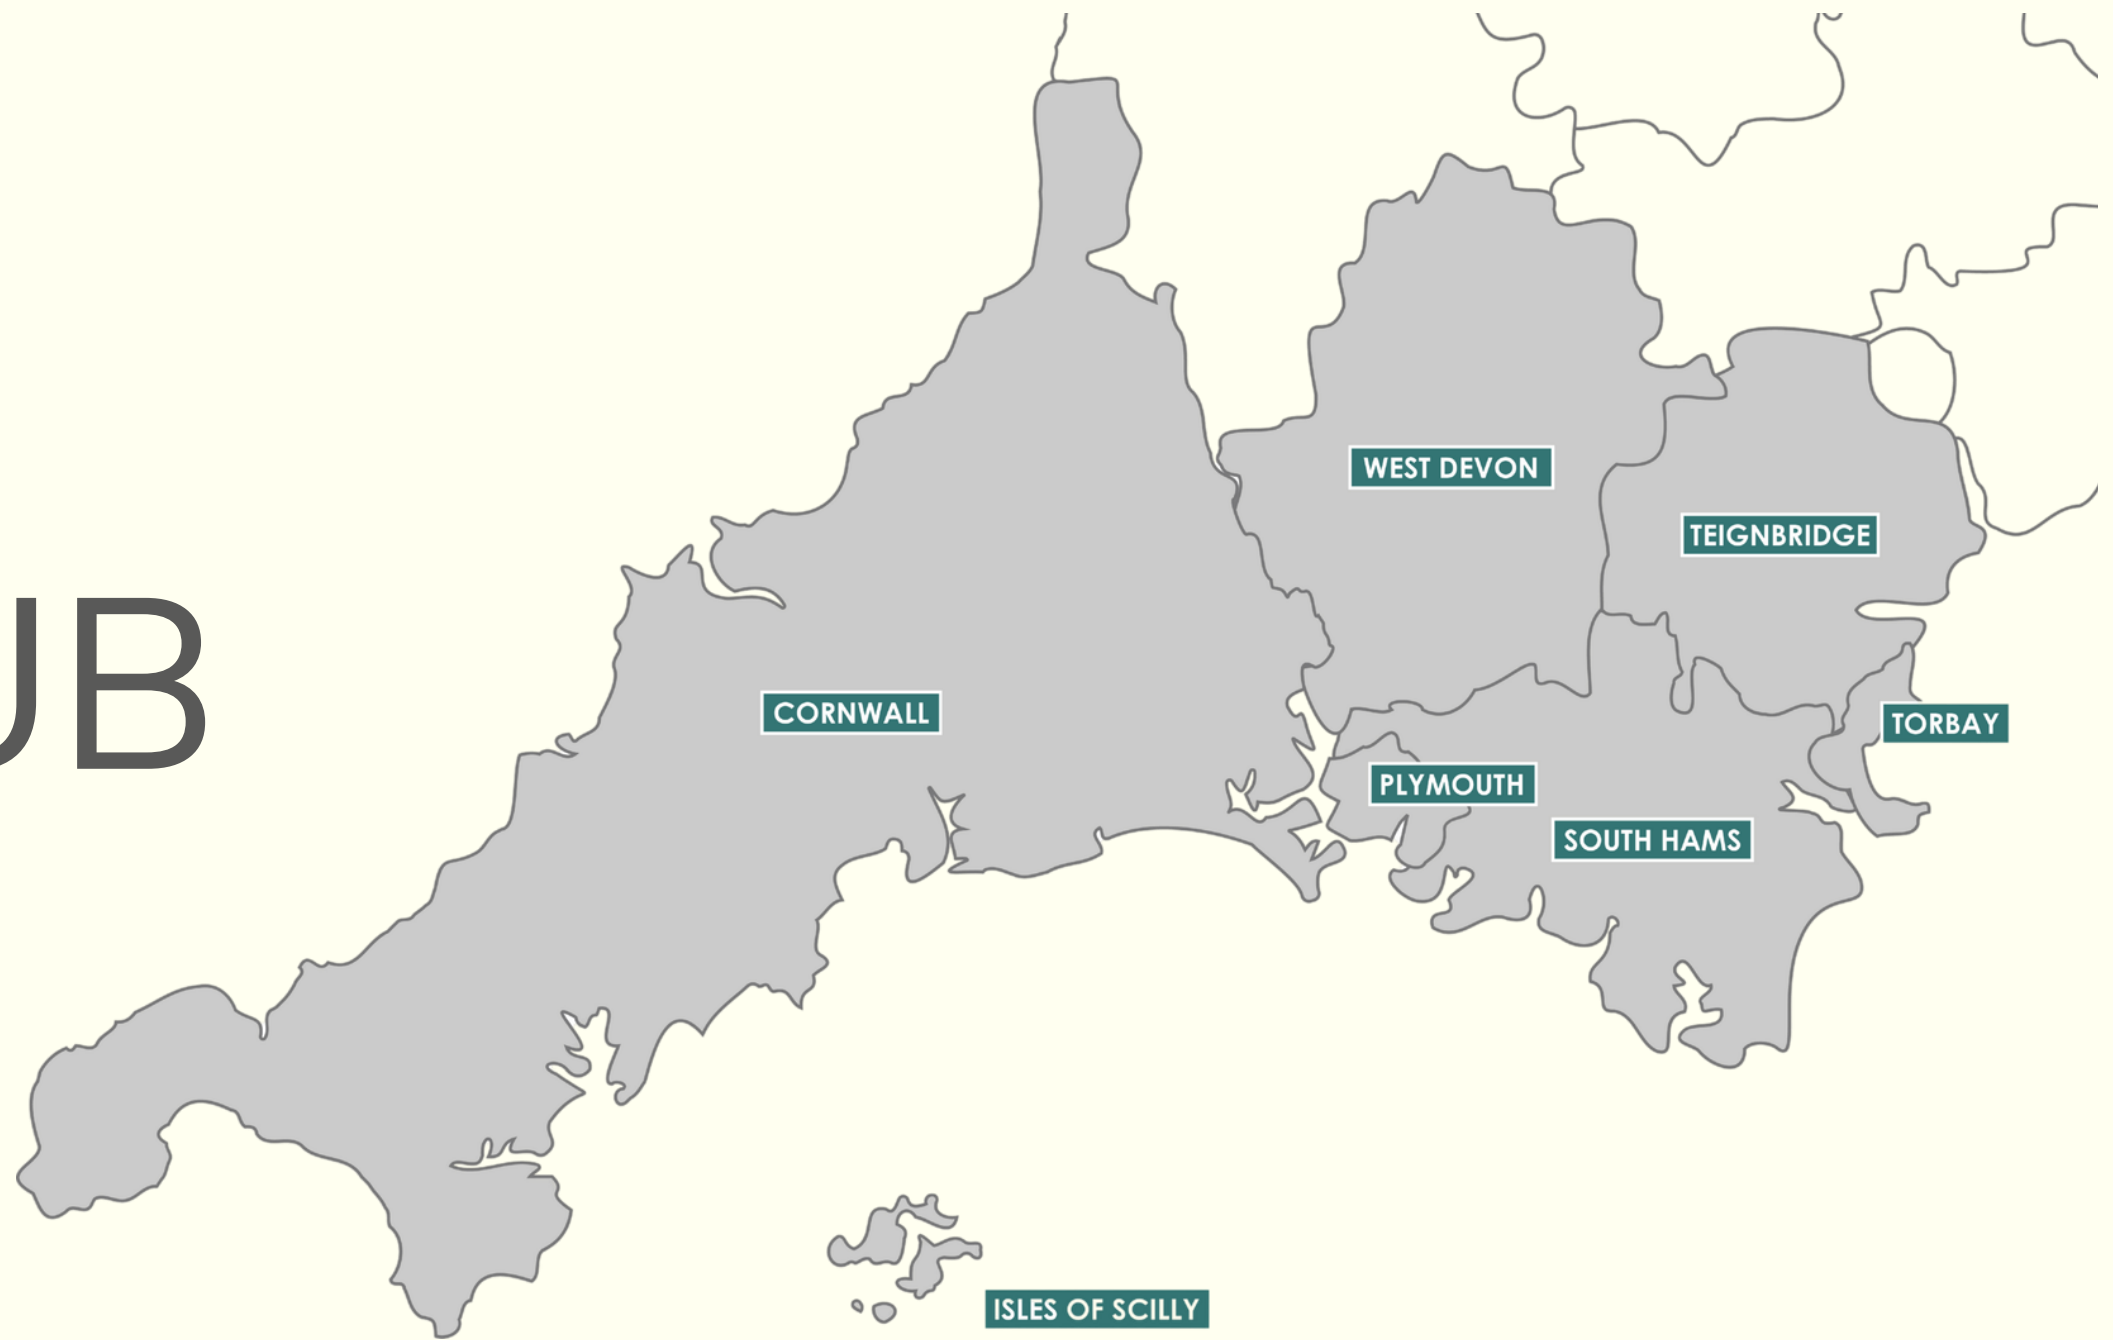 UB
WEST DEVON
TEIGNBRIDGE
CORNWALL
TORBAY
PLYMOUTH
SOUTH HAMS
ISLES OF SCILLY